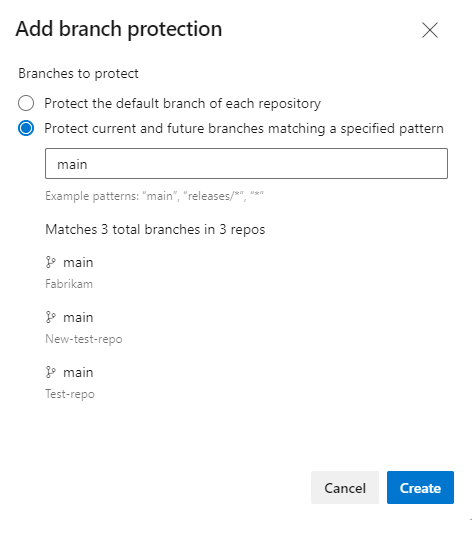 Add branch protection
Branches to protect
Protect the default branch of each repository
Protect current and future branches matching a specified pattern
main
Example patterns: "main", "releases/*", "*"
Matches 3 total branches in 3 repos
main
Fabrikam
main
New-test-repo
main
Test-repo
Cancel
Create